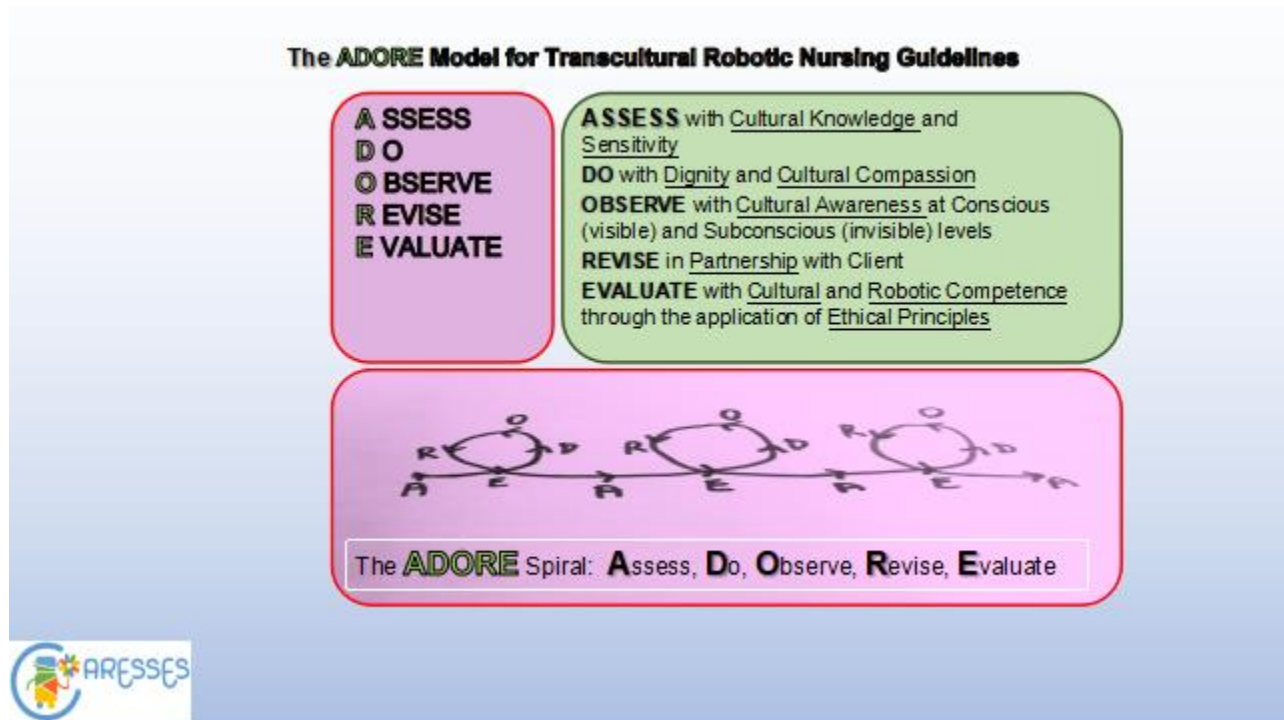 The ADORE Model for Transcultural Robotic Nursing Guidelines
A SSESS
D O
O BSERVE
R EVISE
E VALUATE
ASSESS with Cultural Knowledge and
Sensitivity
DO with Dignity and Cultural Compassion
OBSERVE with Cultural Awareness at Conscious
(visible) and Subconscious (invisible) levels
REVISE in Partnership with Client
EVALUATE with Cultural and Robotic Competence
through the application of Ethical Principles
O O O
R D R D R D
A E A E A E A
The ADORE Spiral: Assess, Do, Observe, Revise, Evaluate
CARESSES